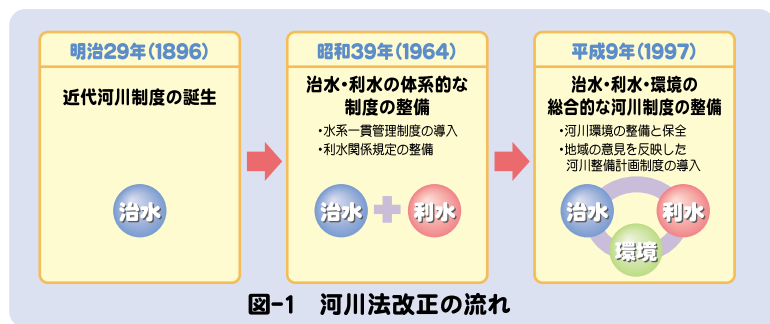 明治29年(1896)
近代河川制度の誕生
治水
昭和39年(1964)
治水・利水の体系的な
制度の整備
・水系一貫管理制度の導入
・利水関係規定の整備
治水
利水
平成9年(1997)
治水・利水・環境の
総合的な河川制度の整備
・河川環境の整備と保全
・地域の意見を反映した
河川整備計画制度の導入
治水
利水
環境
図-1 河川法改正の流れ